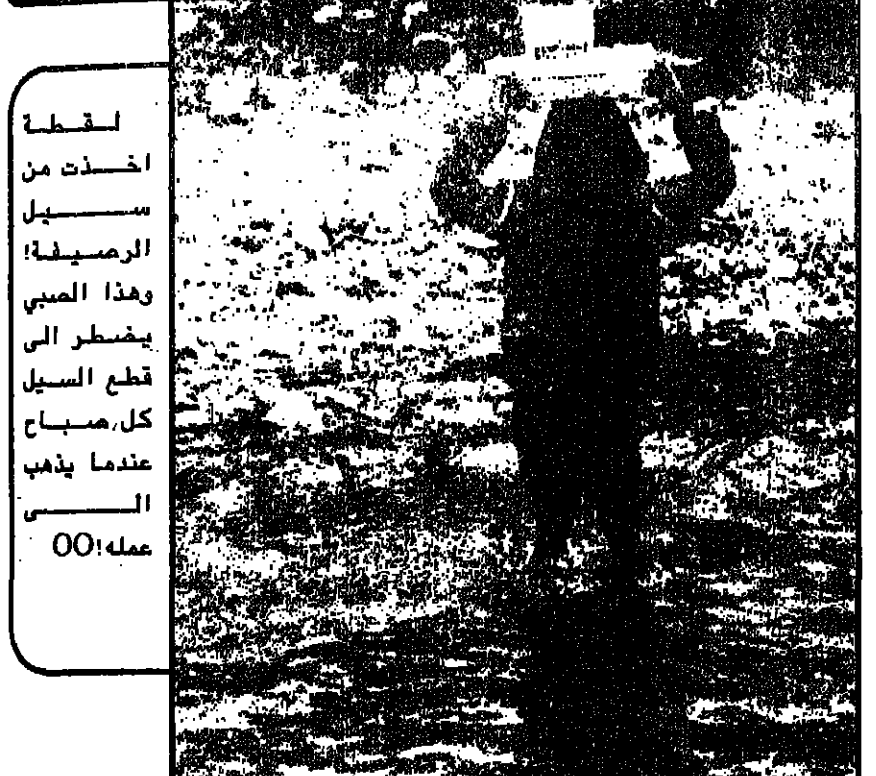 لقطة
اخذت من
سيل
الرصيفة!
وهذا الصبي
يضطر الى
قطع السيل
كل صباح
عندما يذهب
الى
عمله!00